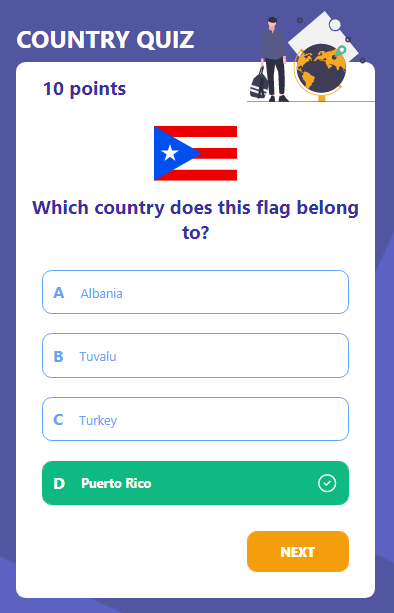 COUNTRY QUIZ
10 points
Which country does this flag belong
to?
A Albania
B Tuvalu
C Turkey
D Puerto Rico
NEXT